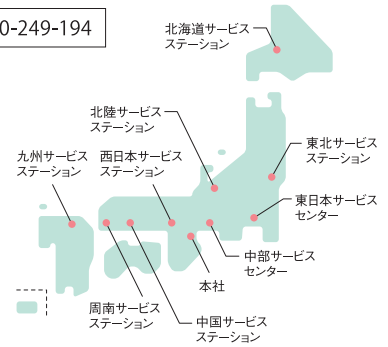 0-249-194
北海道サービス
ステーション
北陸サービス
ステーション
東北サービス
ステーション
九州サービス
ステーション
西日本サービス
ステーション
東日本サービス
センター
中部サービス
センター
本社
周南サービス
ステーション
中国サービス
ステーション